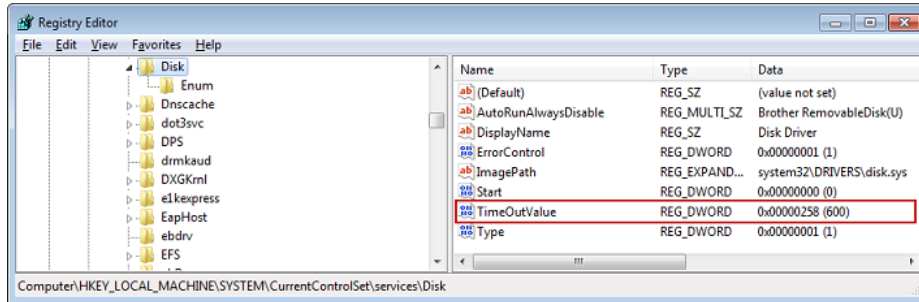 Registry Editor
File Edit View Favorites Help
Disk
Enum
Dnscache
dot3svc
DPS
drmkaud
DXGKrnl
e1kexpress
EapHost
ebdrv
EFS
Name Type Data
(Default) REG_SZ (value not set)
AutoRunAlwaysDisable REG_MULTI_SZ Brother RemovableDisk(U)
DisplayName REG_SZ Disk Driver
ErrorControl REG_DWORD 0x00000001 (1)
ImagePath REG_EXPAND... system32\DRIVERS\disk.sys
Start REG_DWORD 0x00000000 (0)
TimeOutValue REG_DWORD 0x00000258 (600)
Type REG_DWORD 0x00000001 (1)
Computer\HKEY_LOCAL_MACHINE\SYSTEM\CurrentControlSet\services\Disk